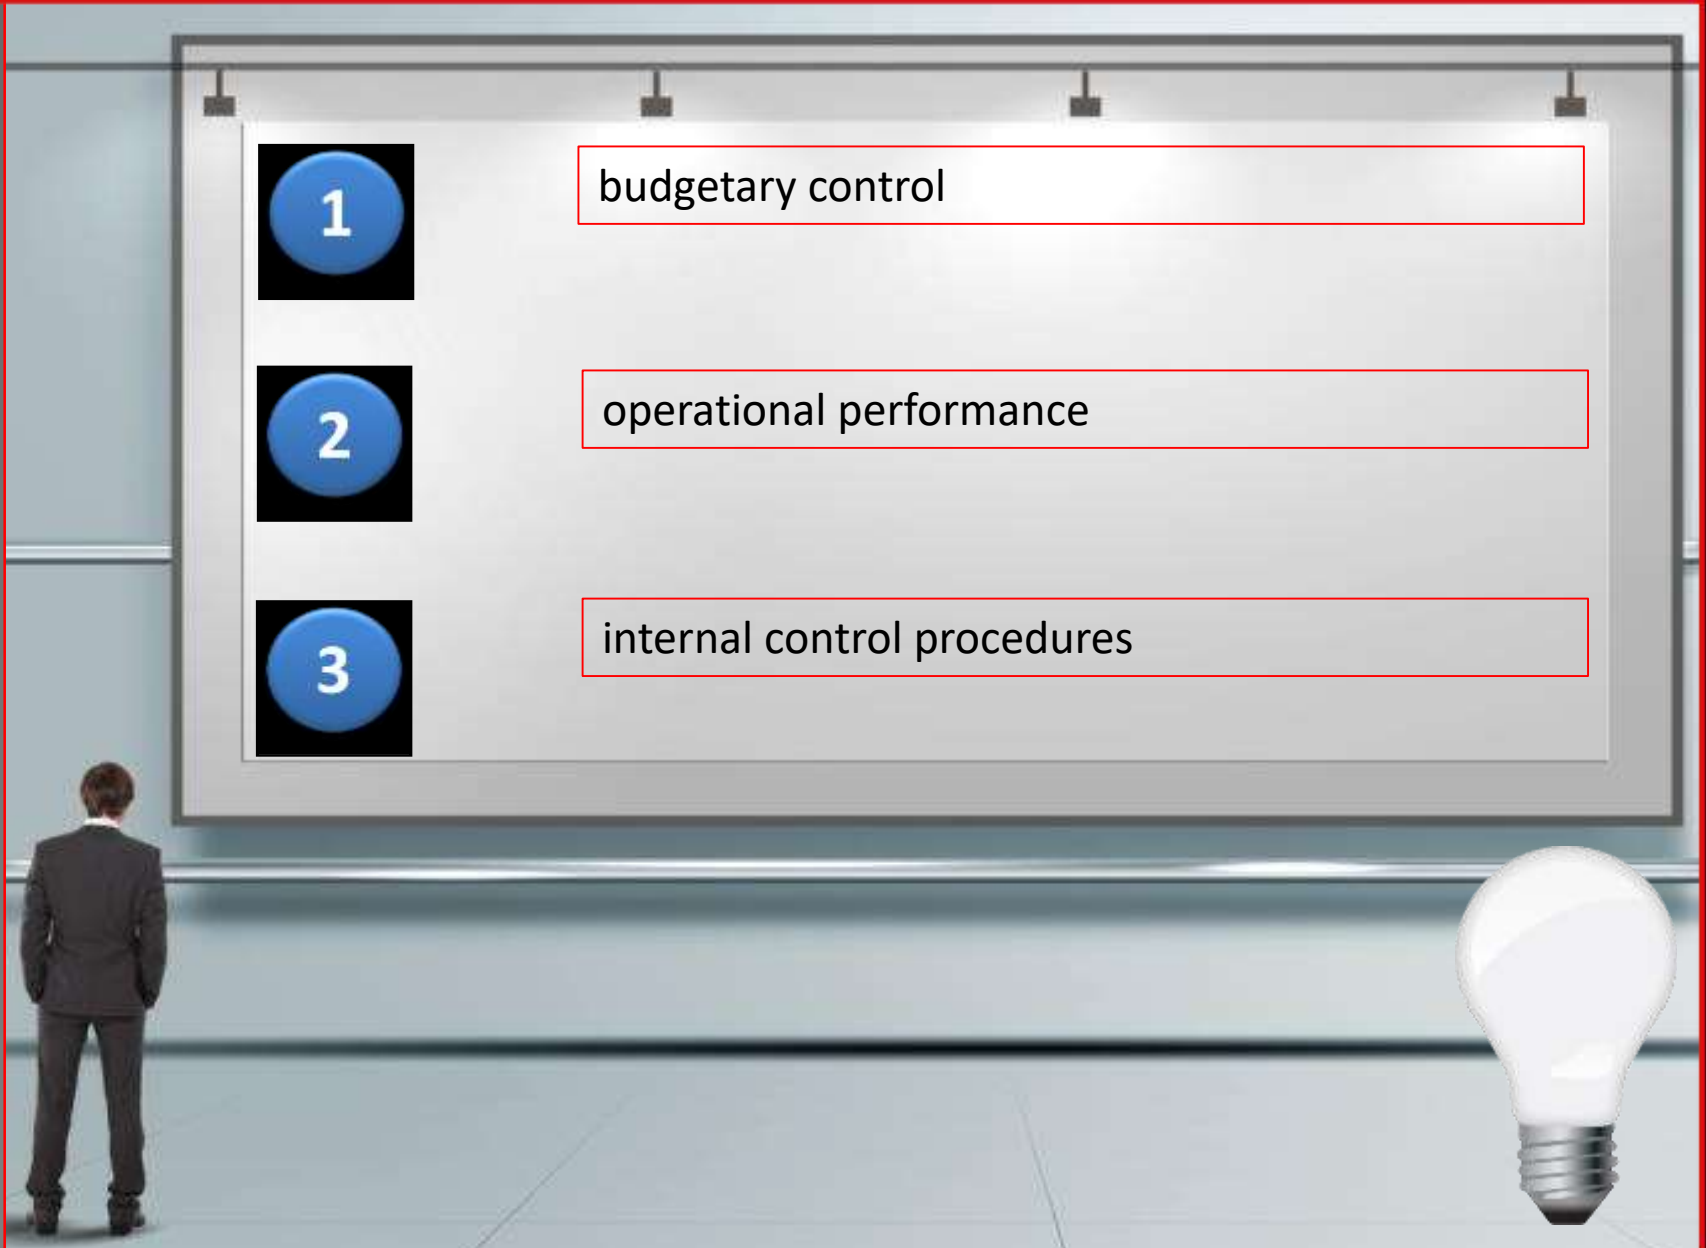 1
budgetary control
2
operational performance
3
internal control procedures